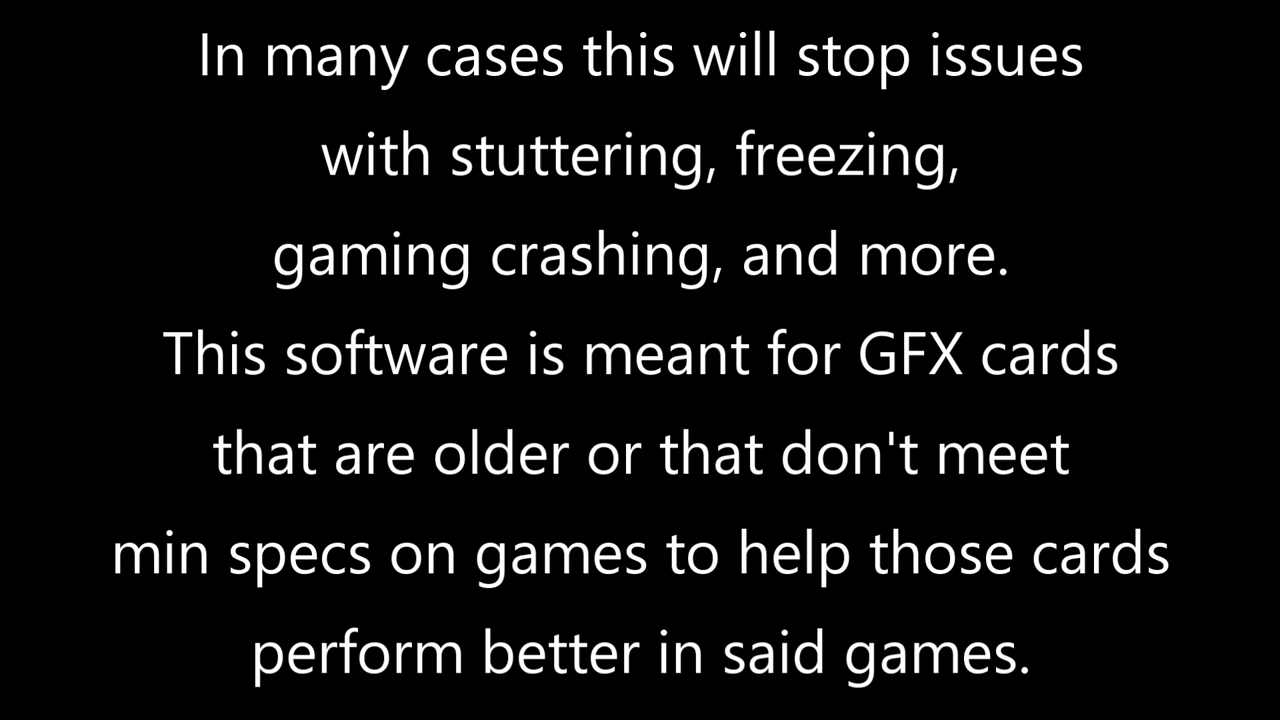 In many cases this will stop issues
with stuttering, freezing,
gaming crashing, and more.
This software is meant for GFX cards
that are older or that don't meet
min specs on games to help those cards
perform better in said games.